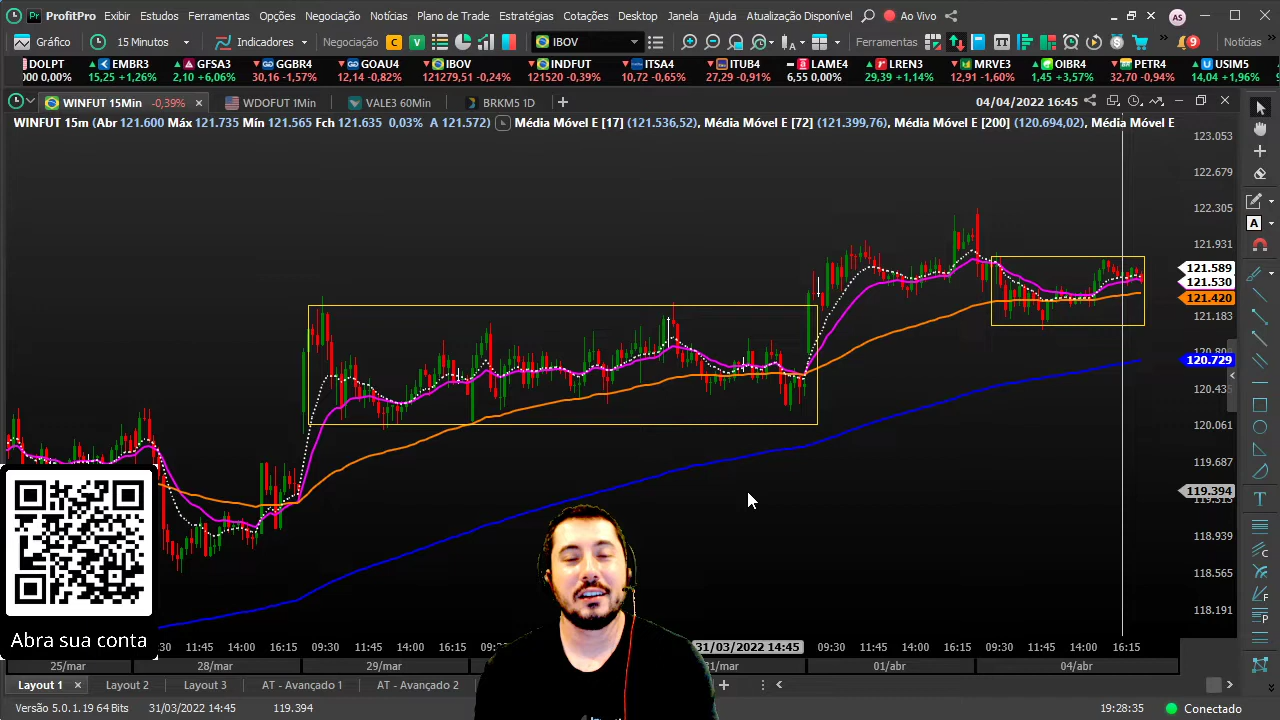 ProfitPro Exibir Estudos Ferramentas Opções Negociação Notícias Plano de Trade Estratégias Cotações Desktop Janela Ajuda Atualização Disponível Ao Vivo AS
Gráfico 15 Minutos Indicadores Negociação C V IBOV Ferramentas 9 Notícias
DOLPT EMBR3 GFSA3 GGBR4 GOAU4 IBOV INDFUT ITSA4 ITUB4 LAME4 LREN3 MRVE3 OIBR4 PETR4 USIM5
000 0,00% 15,25 +1,26% 2,10 +6,06% 30,16 -1,57% 12,14 -0,82% 121279,51 -0,24% 121520 -0,39% 10,72 -0,65% 27,29 -0,91% 6,55 0,00% 29,39 +1,14% 12,91 -1,60% 1,45 +3,57% 32,70 -0,94% 14,04 +1,96%
WINFUT 15Min -0,39% WDOFUT 1Min VALE3 60Min BRKM5 1D 04/04/2022 16:45
WINFUT 15m (Abr 121.600 Máx 121.735 Mín 121.565 Fch 121.635 0,03% A 121.572) Média Móvel E [17] (121.536,52), Média Móvel E [72] (121.399,76), Média Móvel E [200] (120.694,02), Média Móvel E
123.053
122.679
122.305
121.931
121.589
121.530
121.420
121.183
120.729
120.435
120.061
119.687
119.394
118.939
118.565
118.191
Abra sua conta
11:45 14:00 16:15 09:30 11:45 14:00 16:15 31/03/2022 14:45 09:30 11:45 14:00 16:15 09:30 11:45 14:00 16:15
25/mar 28/mar 29/mar /mar 01/abr 04/abr
Layout 1 Layout 2 Layout 3 AT - Avançado 1 AT - Avançado 2
Versão 5.0.1.19 64 Bits 31/03/2022 14:45 119.394 19:28:35 Conectado